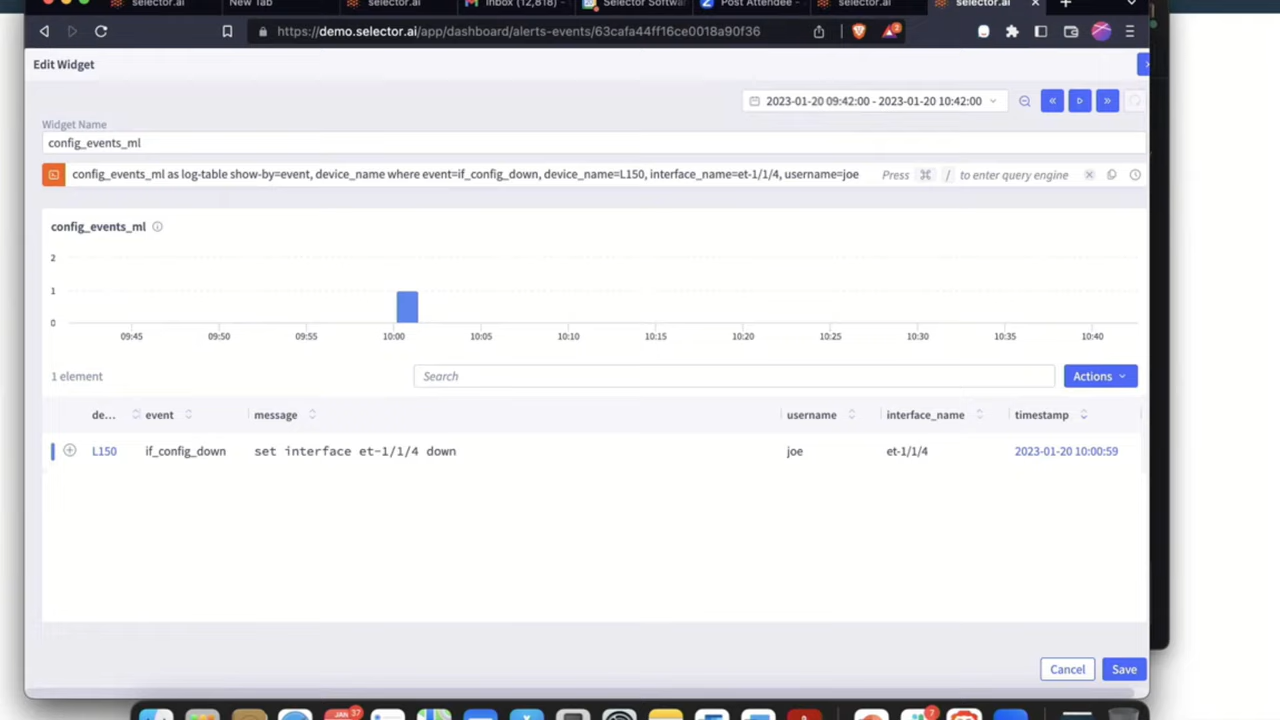 selector.ai New Tab selector.ai Inbox (12,818) - Selector Softwa Post Attendee - selector.ai selector.ai
https://demo.selector.ai/app/dashboard/alerts-events/63cafa44ff16ce0018a90f36 2
Edit Widget
2023-01-20 09:42:00 - 2023-01-20 10:42:00
Widget Name
config_events_ml
config_events_ml as log-table show-by=event, device_name where event=if_config_down, device_name=L150, interface_name=et-1/1/4, username=joe Press ⌘ / to enter query engine
config_events_ml
2
1
0
09:45 09:50 09:55 10:00 10:05 10:10 10:15 10:20 10:25 10:30 10:35 10:40
1 element Search Actions
de... event message username interface_name timestamp
L150 if_config_down set interface et-1/1/4 down joe et-1/1/4 2023-01-20 10:00:59
Cancel Save
JAN 37 7